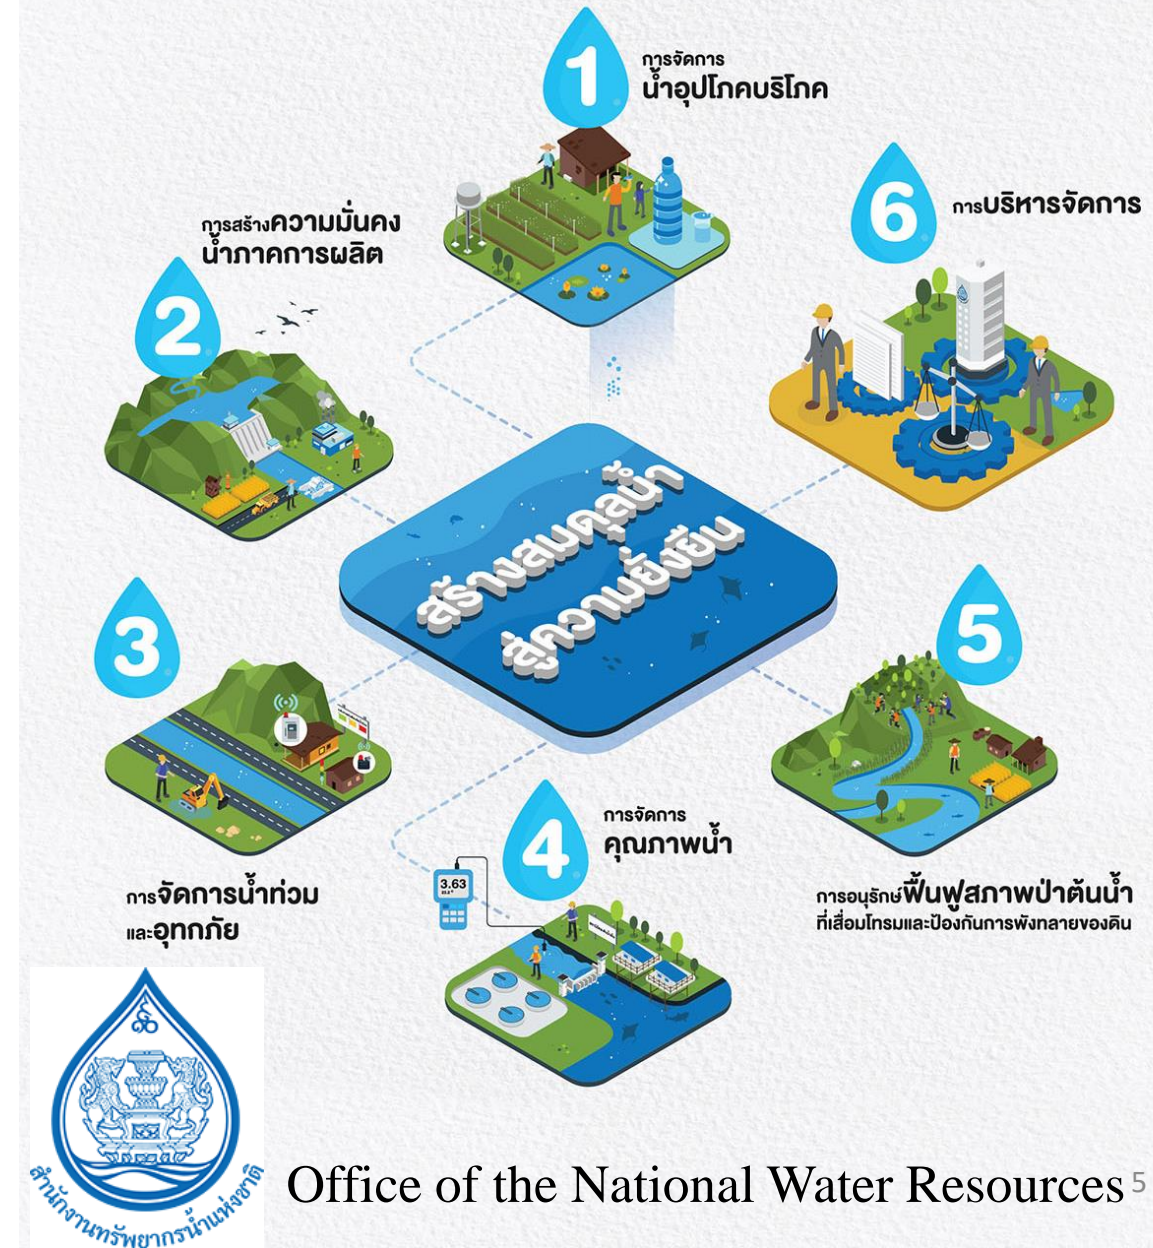 1
การจัดการ
น้ำอุปโภคบริโภค
6
การบริหารจัดการ
การสร้างความมั่นคง
น้ำภาคการผลิต
2
สร้างสมดุลน้ำ
สู่ความยั่งยืน
3
การจัดการน้ำท่วม
และอุทกภัย
4
การจัดการ
คุณภาพน้ำ
3.63
5
การอนุรักษ์ฟื้นฟูสภาพป่าต้นน้ำ
ที่เสื่อมโทรมและป้องกันการพังทลายของดิน
สำนักงานทรัพยากรน้ำแห่งชาติ
Office of the National Water Resources
5